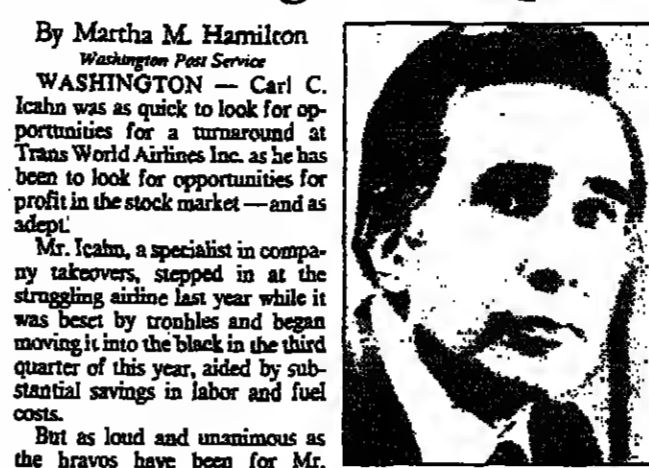 By Martha M. Hamilton
Washington Post Service
WASHINGTON — Carl C.
Icahn was as quick to look for op-
portunities for a turnaround at
Trans World Airlines Inc. as he has
been to look for opportunities for
profit in the stock market — and as
adept.
Mr. Icahn, a specialist in compa-
ny takeovers, stepped in at the
struggling airline last year while it
was beset by troubles and began
moving it into the black in the third
quarter of this year, aided by sub-
stantial savings in labor and fuel
costs.
But as loud and unanimous as
the bravos have been for Mr.